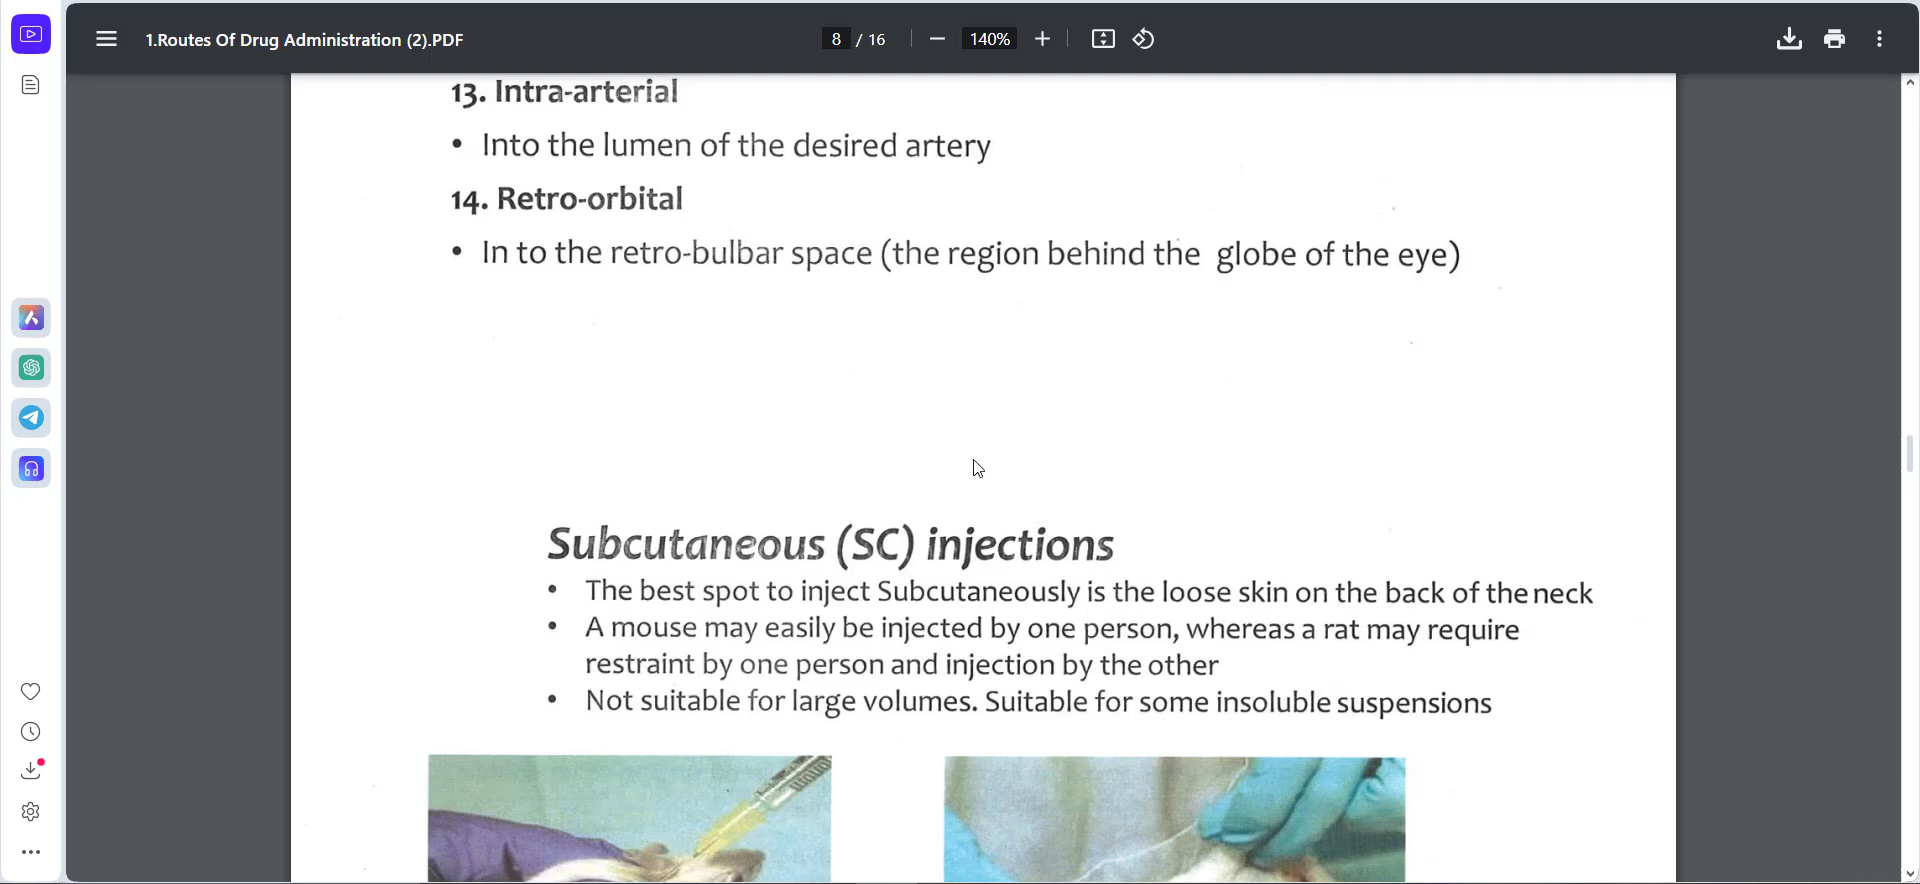 1.Routes Of Drug Administration (2).PDF
8 / 16
140%
13. Intra-arterial
• Into the lumen of the desired artery
14. Retro-orbital
• In to the retro-bulbar space (the region behind the globe of the eye)
Subcutaneous (SC) injections
• The best spot to inject Subcutaneously is the loose skin on the back of the neck
• A mouse may easily be injected by one person, whereas a rat may require
restraint by one person and injection by the other
• Not suitable for large volumes. Suitable for some insoluble suspensions